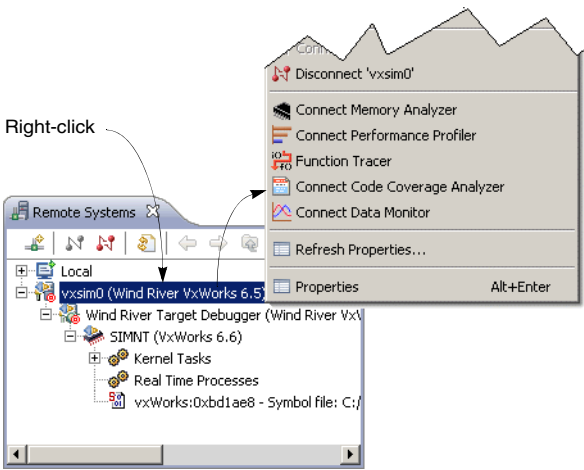 Disconnect 'vxsim0'
Connect Memory Analyzer
Connect Performance Profiler
Function Tracer
Connect Code Coverage Analyzer
Connect Data Monitor
Refresh Properties...
Properties Alt+Enter
Right-click
Remote Systems
Local
vxsim0 (Wind River VxWorks 6.5)
Wind River Target Debugger (Wind River VxW
SIMNT (VxWorks 6.6)
Kernel Tasks
Real Time Processes
vxWorks:0xbd1ae8 - Symbol file: C:/